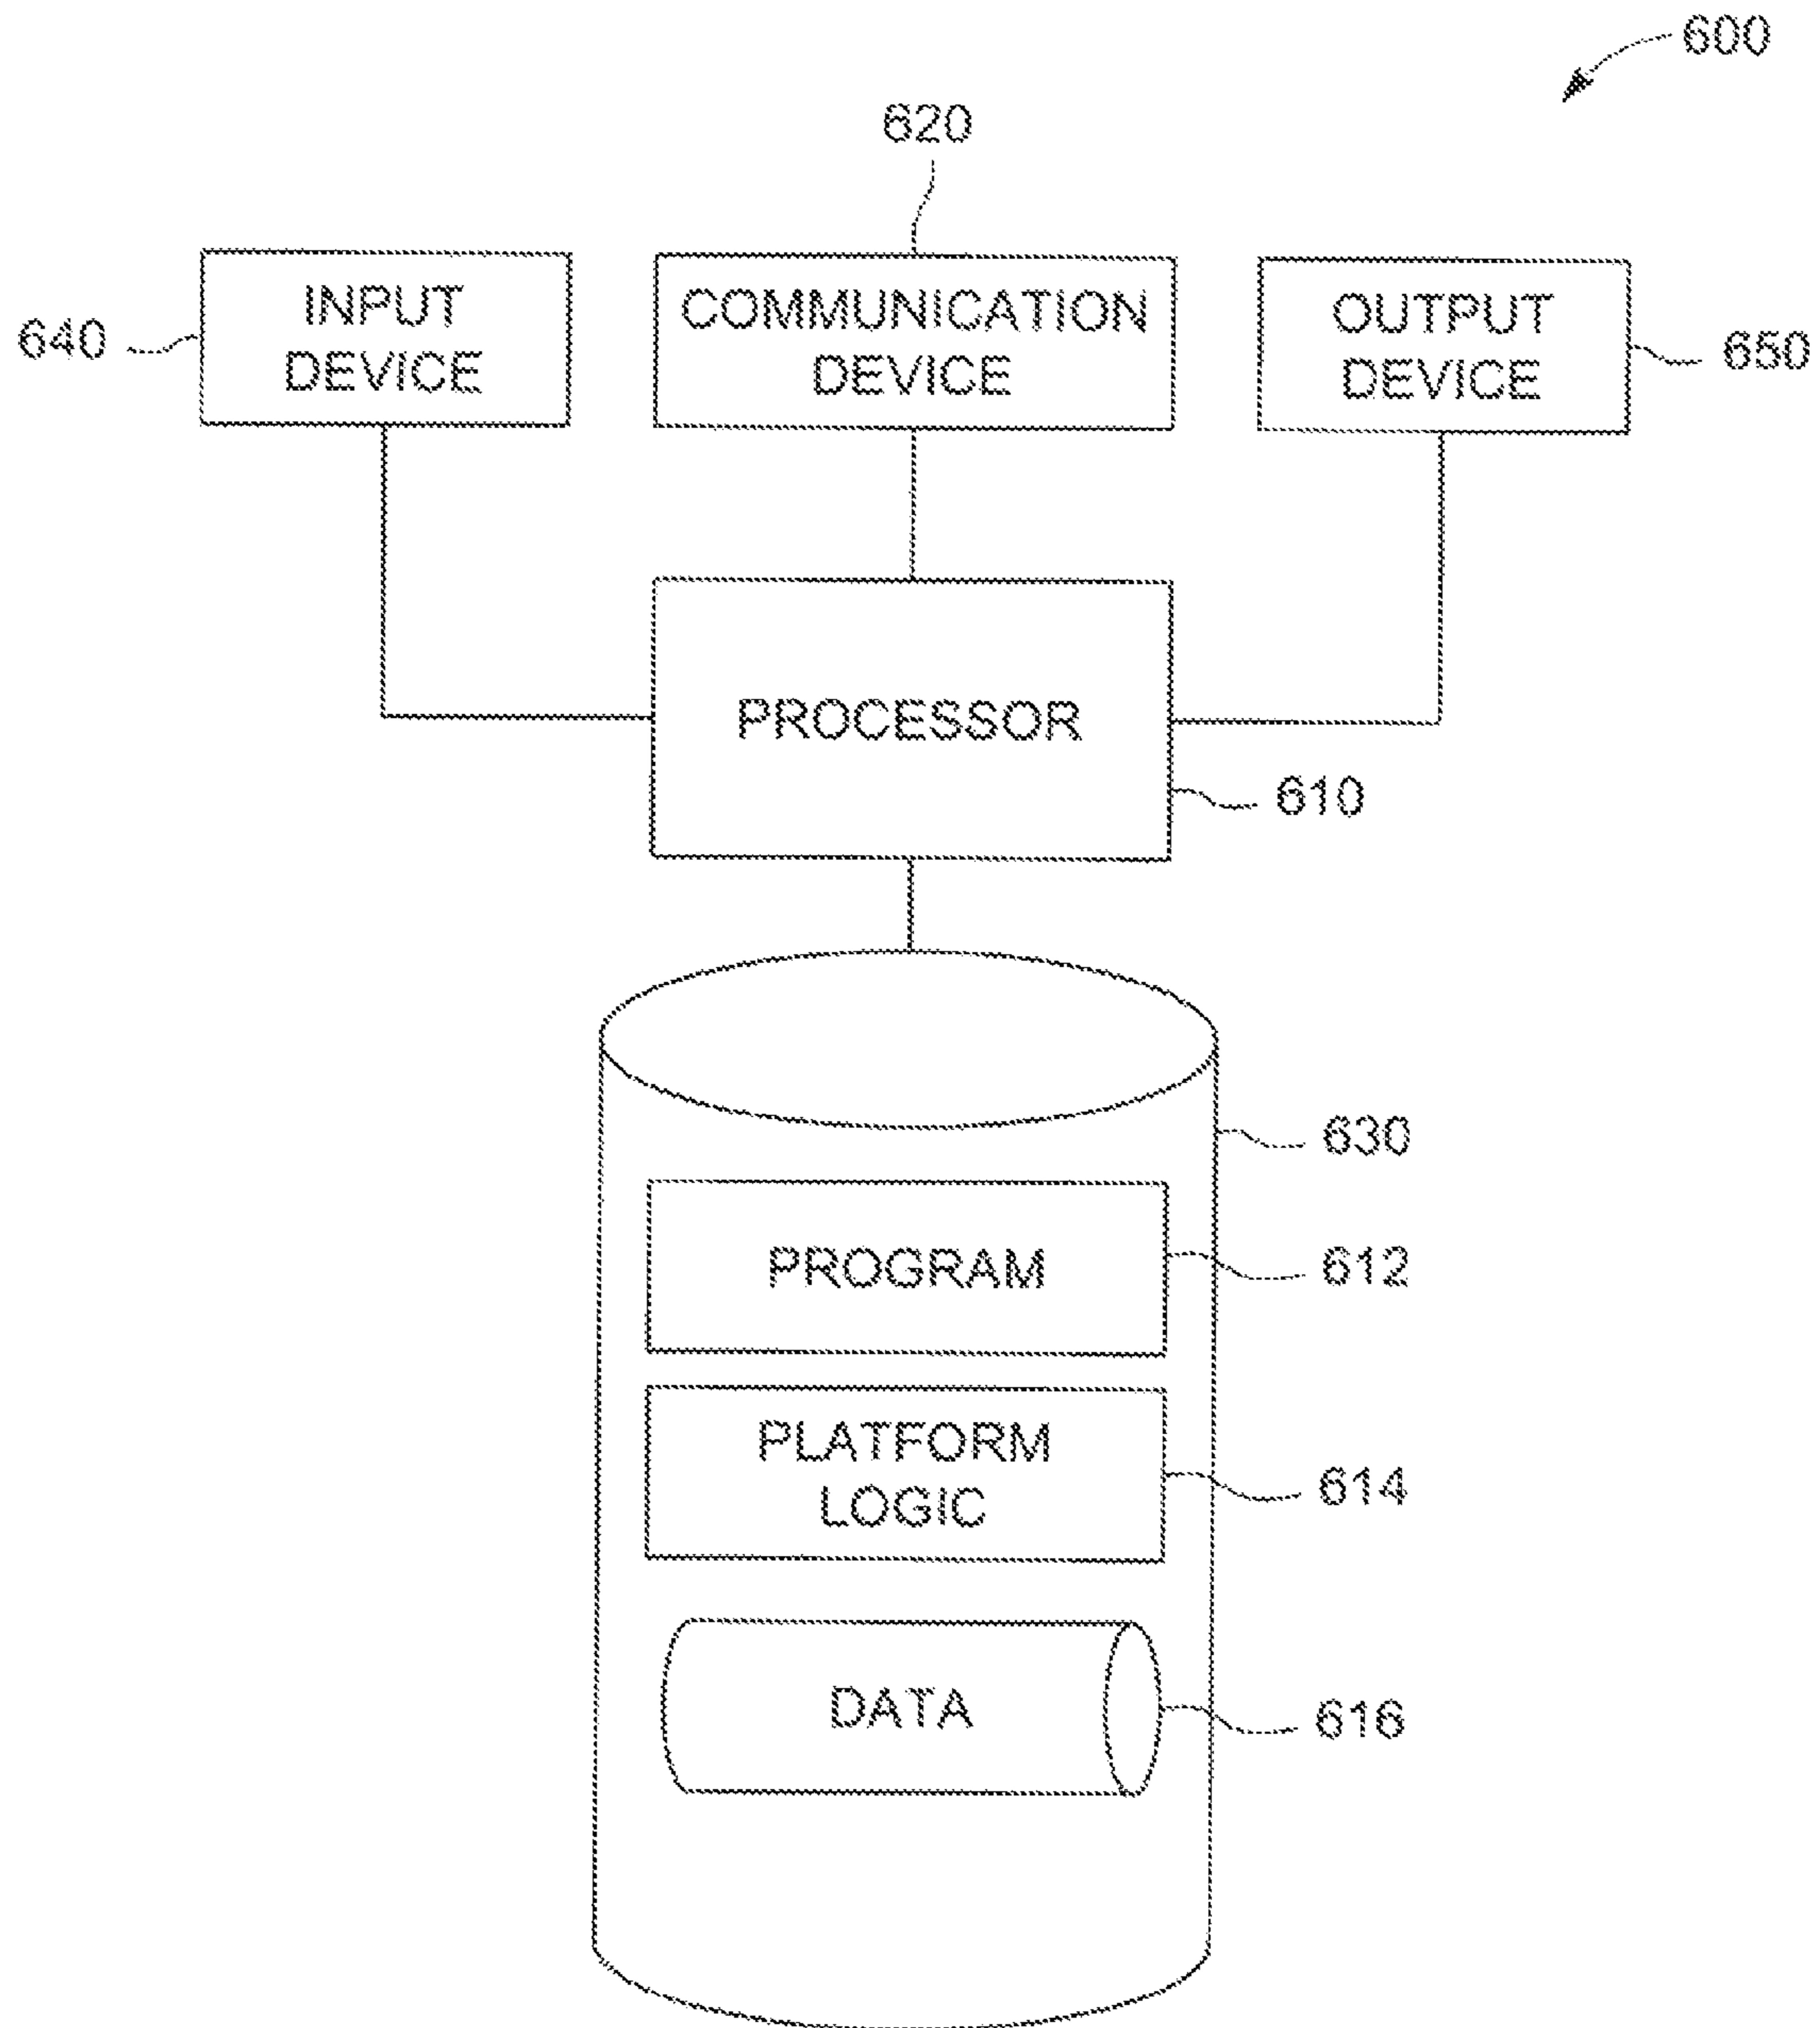 600
620
INPUT
DEVICE
640
COMMUNICATION
DEVICE
OUTPUT
DEVICE
650
PROCESSOR
610
630
PROGRAM
612
PLATFORM
LOGIC
614
DATA
616